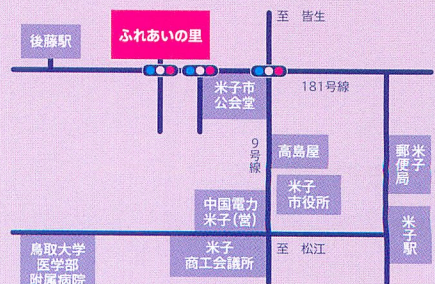 至 皆生
後藤駅
ふれあいの里
181号線
米子市
公会堂
9号線
高島屋
米子
郵便局
米子
市役所
中国電力
米子(営)
米子駅
鳥取大学
医学部
附属病院
米子
商工会議所
至 松江